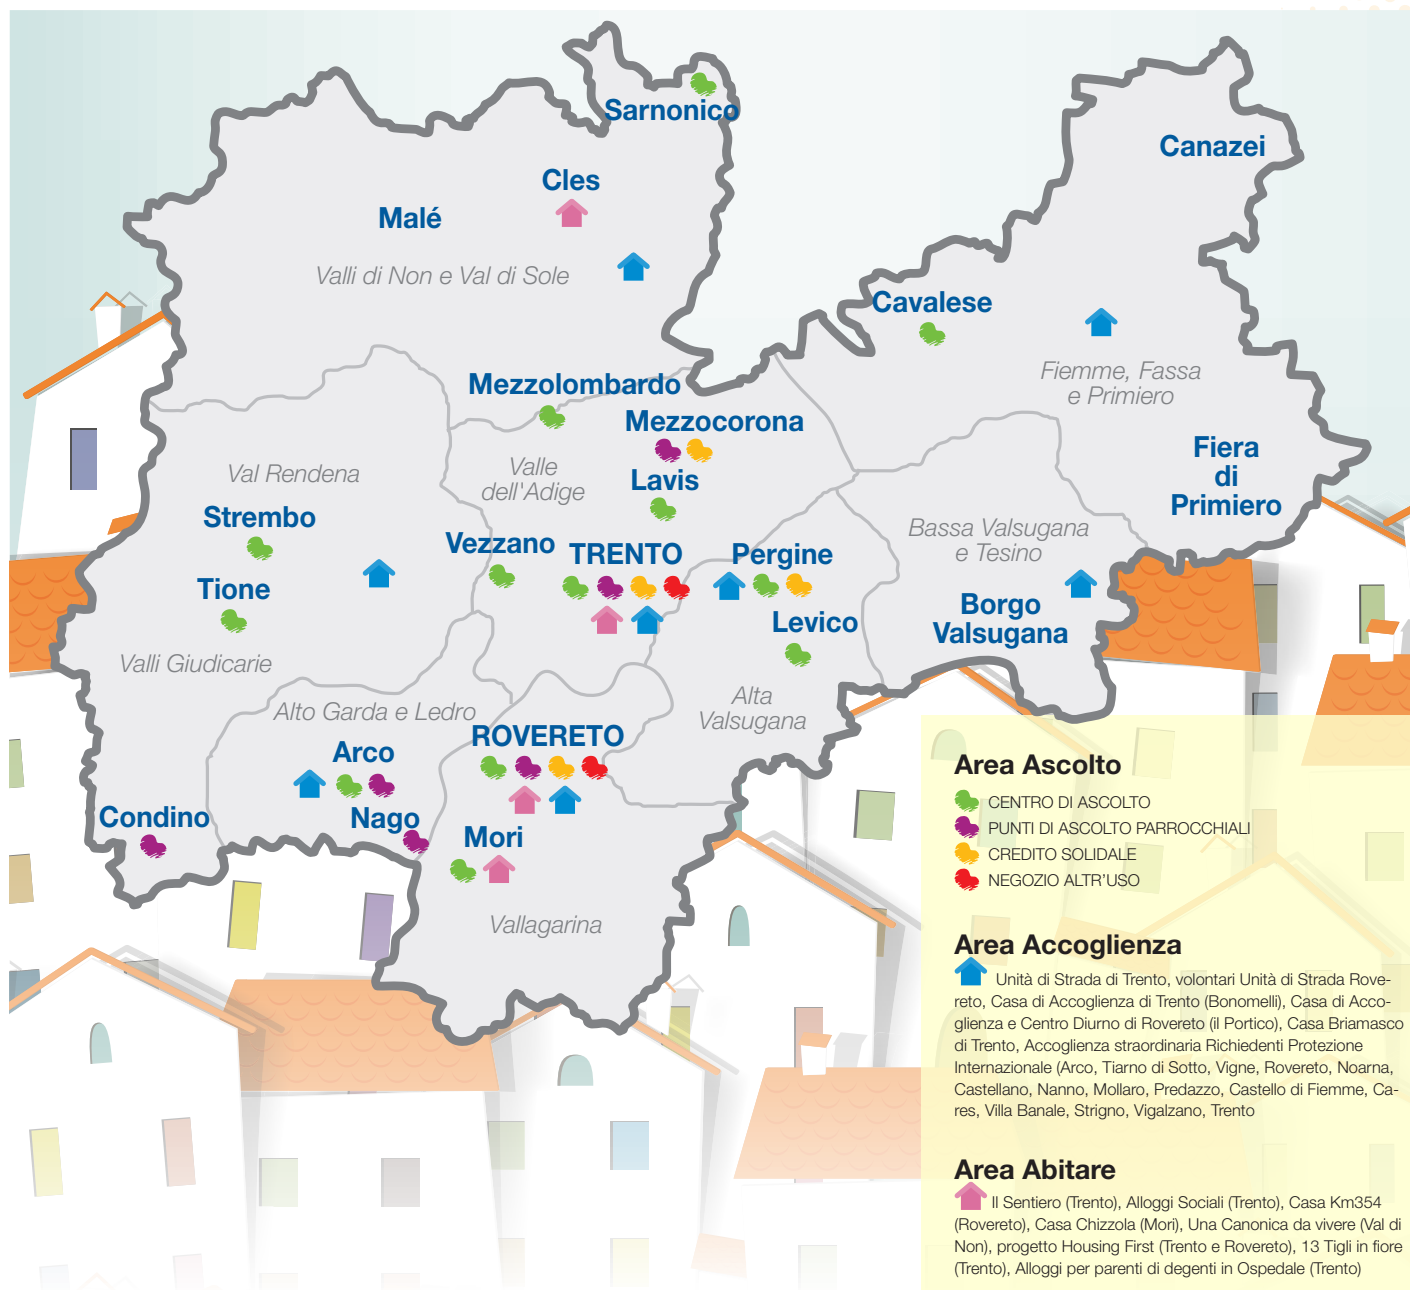 Sarnonico
Canazei
Cles
Malé
Valli di Non e Val di Sole
Cavalese
Fiemme, Fassa
e Primiero
Mezzolombardo
Mezzocorona
Fiera
di
Primiero
Val Rendena
Valle
dell'Adige
Lavis
Strembo
Bassa Valsugana
e Tesino
Vezzano
TRENTO
Pergine
Tione
Borgo
Valsugana
Levico
Valli Giudicarie
Alto Garda e Ledro
Alta
Valsugana
ROVERETO
Arco
Condino
Nago
Mori
Vallagarina
Area Ascolto
CENTRO DI ASCOLTO
PUNTI DI ASCOLTO PARROCCHIALI
CREDITO SOLIDALE
NEGOZIO ALTR'USO
Area Accoglienza
Unità di Strada di Trento, volontari Unità di Strada Rove-
reto, Casa di Accoglienza di Trento (Bonomelli), Casa di Acco-
glienza e Centro Diurno di Rovereto (il Portico), Casa Briamasco
di Trento, Accoglienza straordinaria Richiedenti Protezione
Internazionale (Arco, Tiarno di Sotto, Vigne, Rovereto, Noarna,
Castellano, Nanno, Mollaro, Predazzo, Castello di Fiemme, Ca-
res, Villa Banale, Strigno, Vigalzano, Trento
Area Abitare
Il Sentiero (Trento), Alloggi Sociali (Trento), Casa Km354
(Rovereto), Casa Chizzola (Mori), Una Canonica da vivere (Val di
Non), progetto Housing First (Trento e Rovereto), 13 Tigli in fiore
(Trento), Alloggi per parenti di degenti in Ospedale (Trento)